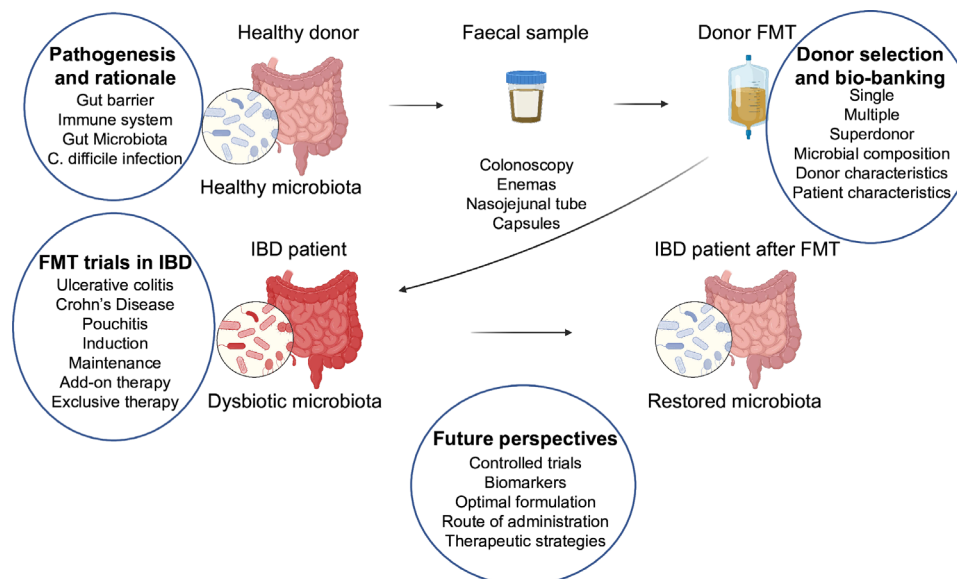 Pathogenesis
and rationale
Gut barrier
Immune system
Gut Microbiota
C. difficile infection
Healthy donor
Healthy microbiota
Faecal sample
Donor FMT
Donor selection
and bio-banking
Single
Multiple
Superdonor
Microbial composition
Donor characteristics
Patient characteristics
Colonoscopy
Enemas
Nasojejunal tube
Capsules
FMT trials in IBD
Ulcerative colitis
Crohn's Disease
Pouchitis
Induction
Maintenance
Add-on therapy
Exclusive therapy
IBD patient
Dysbiotic microbiota
IBD patient after FMT
Restored microbiota
Future perspectives
Controlled trials
Biomarkers
Optimal formulation
Route of administration
Therapeutic strategies